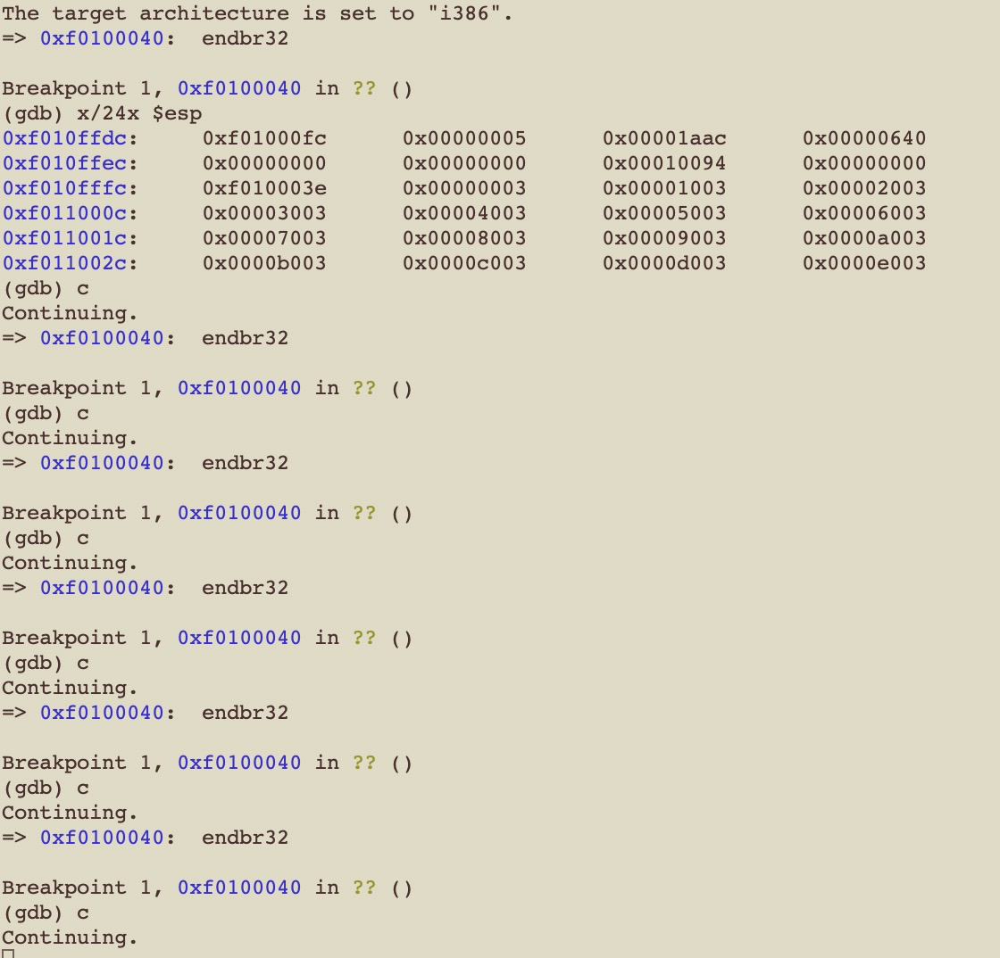 The target architecture is set to "i386".
=> 0xf0100040:  endbr32
Breakpoint 1, 0xf0100040 in ?? ()
(gdb) x/24x $esp
0xf010ffdc:     0xf01000fc      0x00000005      0x00001aac      0x00000640
0xf010ffec:     0x00000000      0x00000000      0x00010094      0x00000000
0xf010fffc:     0xf010003e      0x00000003      0x00001003      0x00002003
0xf011000c:     0x00003003      0x00004003      0x00005003      0x00006003
0xf011001c:     0x00007003      0x00008003      0x00009003      0x0000a003
0xf011002c:     0x0000b003      0x0000c003      0x0000d003      0x0000e003
(gdb) c
Continuing.
=> 0xf0100040:  endbr32
Breakpoint 1, 0xf0100040 in ?? ()
(gdb) c
Continuing.
=> 0xf0100040:  endbr32
Breakpoint 1, 0xf0100040 in ?? ()
(gdb) c
Continuing.
=> 0xf0100040:  endbr32
Breakpoint 1, 0xf0100040 in ?? ()
(gdb) c
Continuing.
=> 0xf0100040:  endbr32
Breakpoint 1, 0xf0100040 in ?? ()
(gdb) c
Continuing.
=> 0xf0100040:  endbr32
Breakpoint 1, 0xf0100040 in ?? ()
(gdb) c
Continuing.